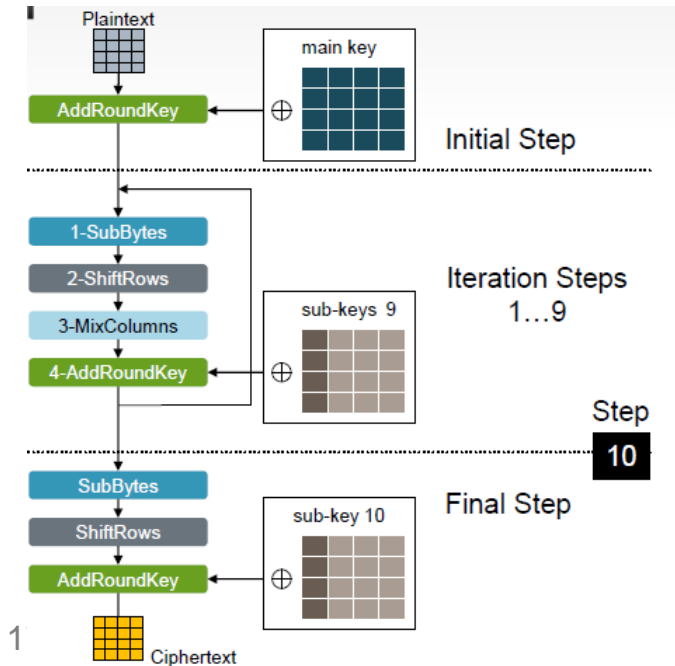 Plaintext
main key
AddRoundKey
Initial Step
1-SubBytes
2-ShiftRows
3-MixColumns
4-AddRoundKey
sub-keys 9
Iteration Steps
1…9
Step
10
SubBytes
ShiftRows
AddRoundKey
sub-key 10
Final Step
1
Ciphertext